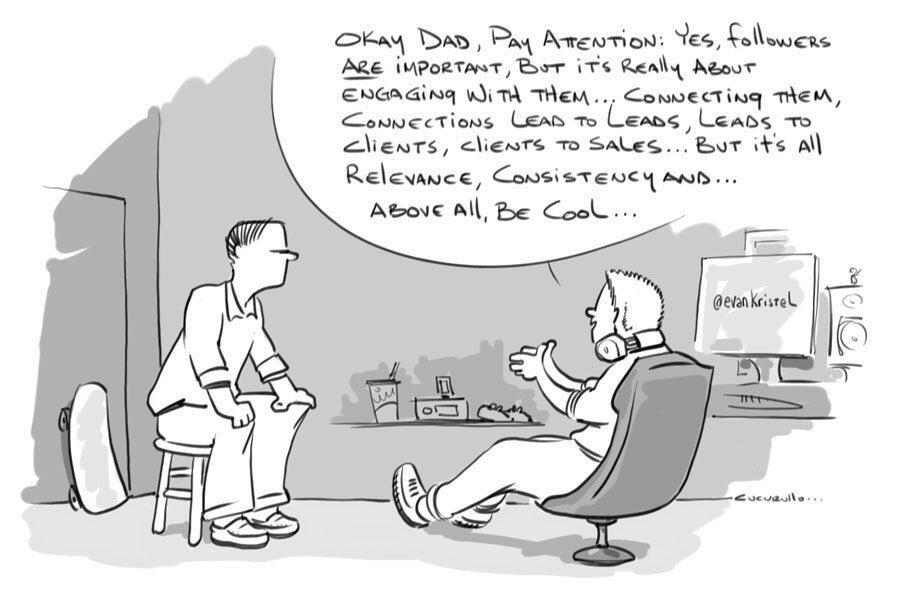 Okay Dad, Pay Attention: Yes, followers
ARE important, But it's Really About
engaging with them... Connecting them,
Connections Lead to Leads, Leads to
Clients, clients to Sales... But it's all
Relevance, Consistency and...
Above All, Be Cool...
@evankristel
Cucurullo...